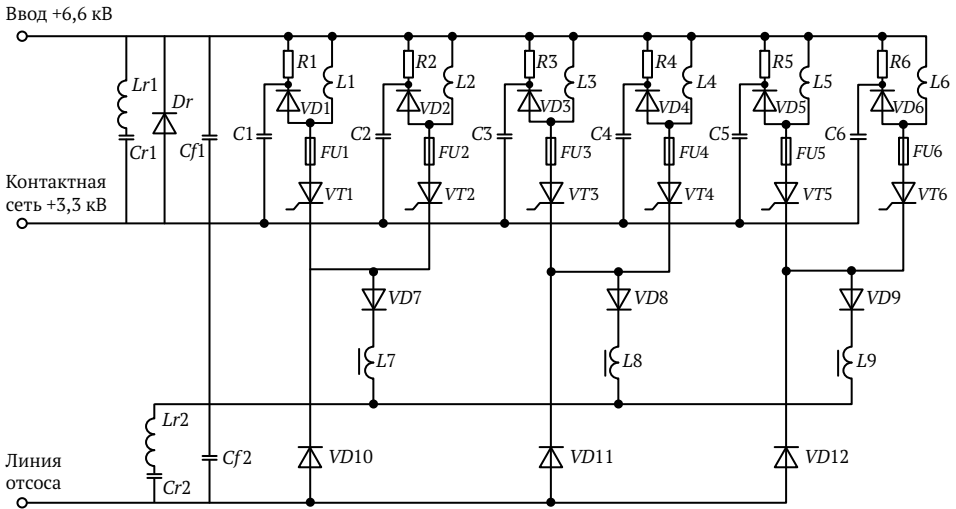 Ввод +6,6 кВ
R1
R2
R3
R4
R5
R6
Lr1
Dr
L1
L2
L3
L4
L5
L6
VD1
VD2
VD3
VD4
VD5
VD6
C1
C2
C3
C4
C5
C6
Cr1
Cf1
FU1
FU2
FU3
FU4
FU5
FU6
Контактная
сеть +3,3 кВ
VT1
VT2
VT3
VT4
VT5
VT6
VD7
VD8
VD9
L7
L8
L9
Lr2
Cf2
VD10
VD11
VD12
Линия
отсоса
Cr2